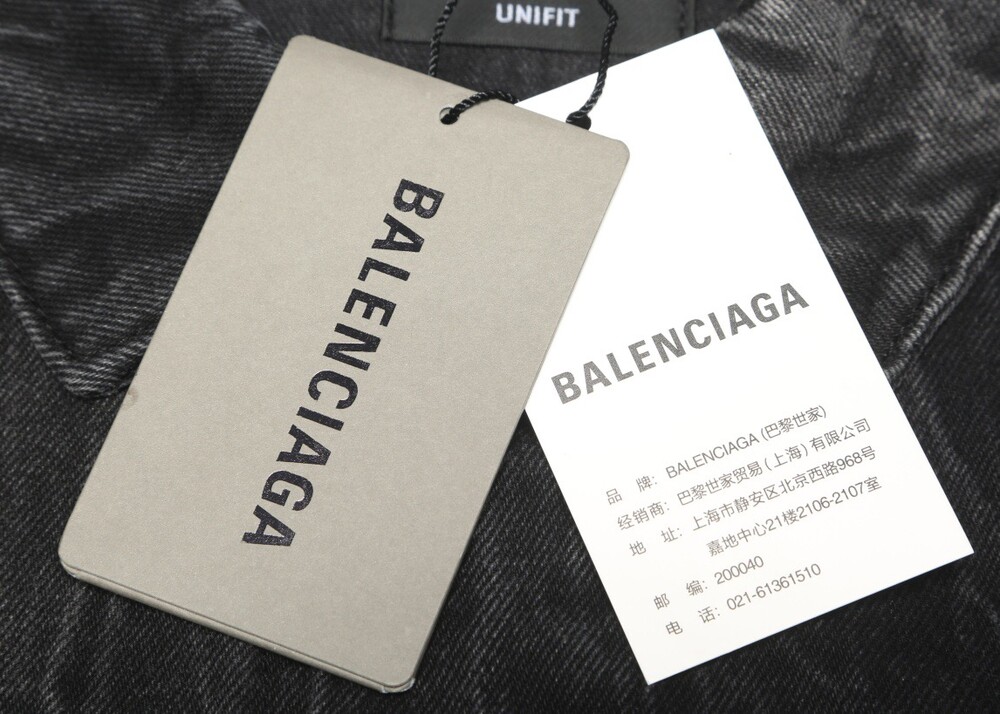 UNIFIT
BALENCIAGA
BALENCIAGA
品 牌: BALENCIAGA (巴黎世家)
经销商: 巴黎世家贸易(上海)有限公司
地 址: 上海市静安区北京西路968号
嘉地中心21楼2106-2107室
邮 编: 200040
电 话: 021-61361510